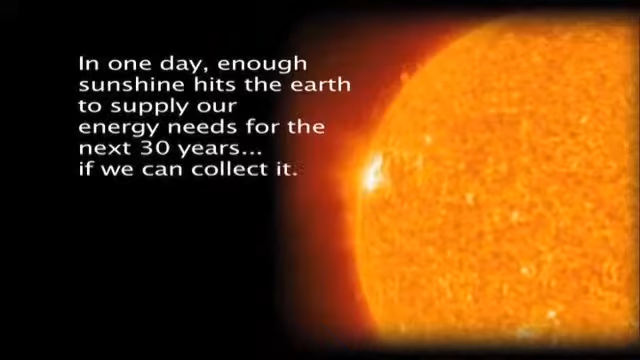 In one day, enough
sunshine hits the earth
to supply our
energy needs for the
next 30 years...
if we can collect it.